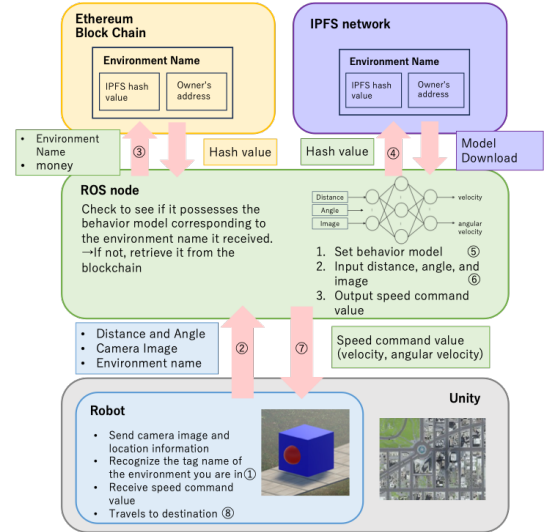 Ethereum
Block Chain
Environment Name
IPFS hash
value
Owner's
address
IPFS network
Environment Name
IPFS hash
value
Owner's
address
• Environment
Name
• money
③
Hash value
Hash value
④
Model
Download
ROS node
Check to see if it possesses the
behavior model corresponding to
the environment name it received.
→If not, retrieve it from the
blockchain
Distance
Angle
Image
velocity
angular
velocity
1. Set behavior model ⑤
2. Input distance, angle, and
image ⑥
3. Output speed command
value
• Distance and Angle
• Camera Image
• Environment name
②
⑦
Speed command value
(velocity, angular velocity)
Unity
Robot
• Send camera image and
location information
• Recognize the tag name of
the environment you are in①
• Receive speed command
value
• Travels to destination ⑧